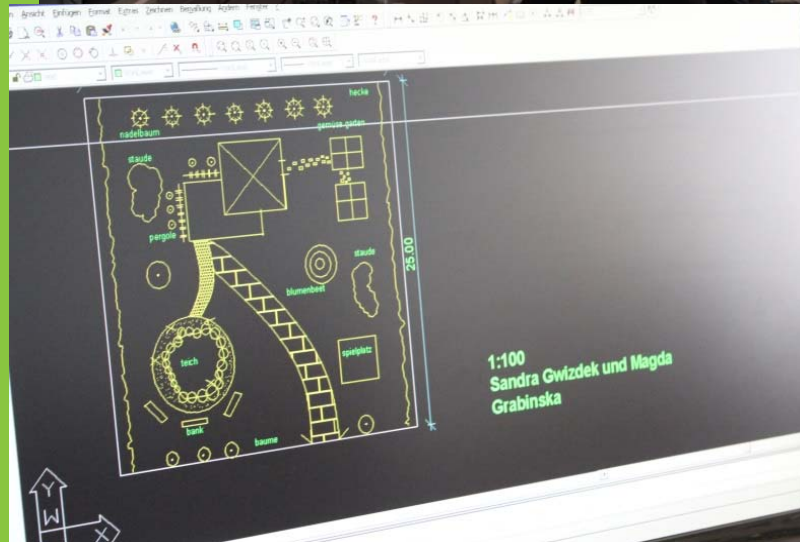 Ansicht Einfügen Format Extras Zeichnen Bemaßung Ändern Fenster
hecke
nadelbaum
gemüse garten
staude
pergole
staude
blumenbeet
25.00
teich
spielplatz
bank
baume
1:100
Sandra Gwizdek und Magda
Grabinska
Y
W
X